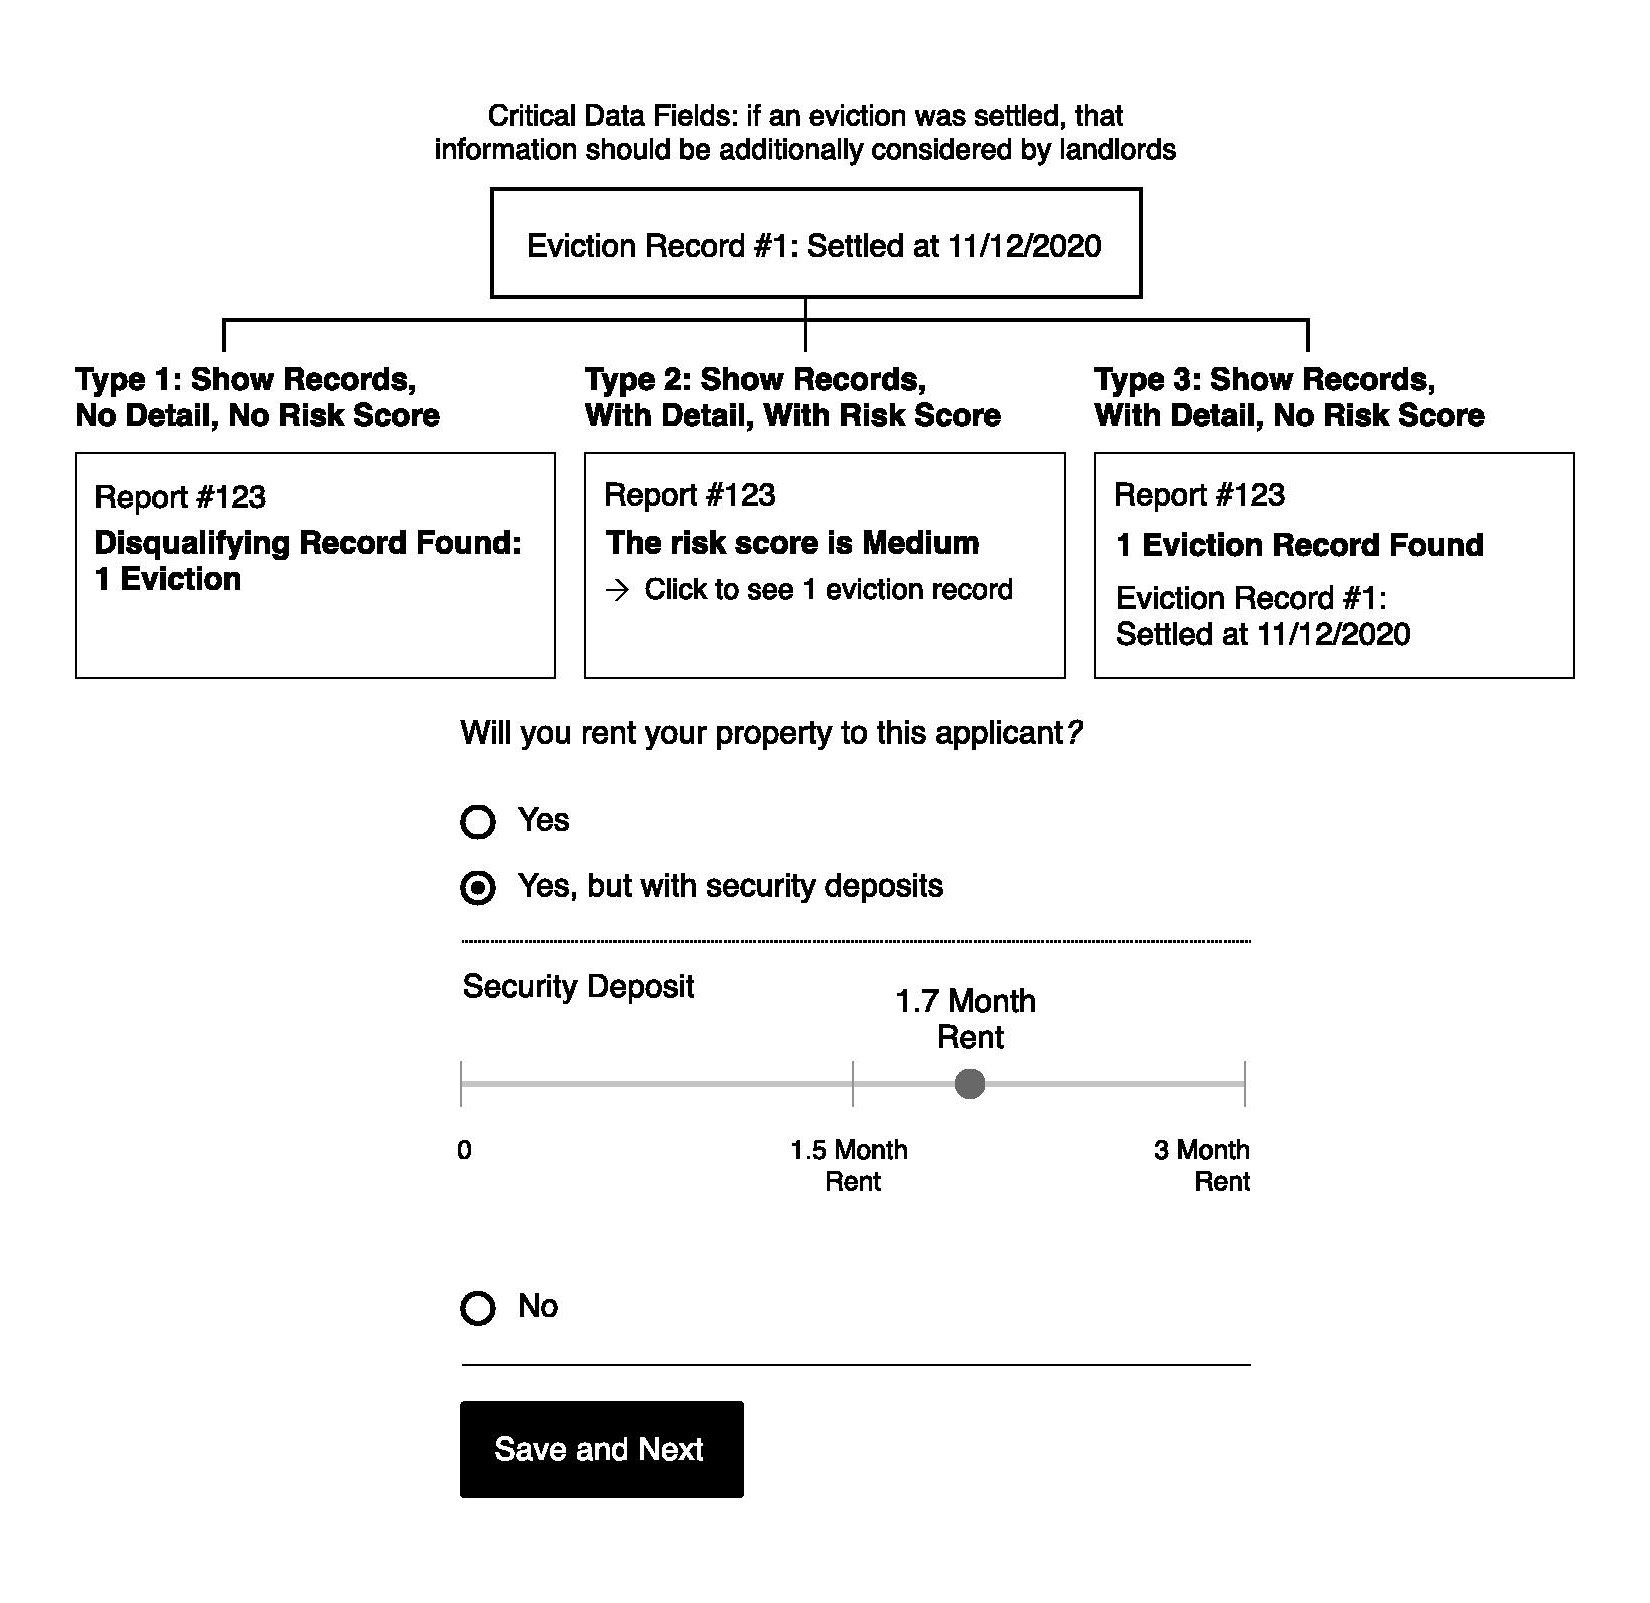 Critical Data Fields: if an eviction was settled, that
information should be additionally considered by landlords
Eviction Record #1: Settled at 11/12/2020
Type 1: Show Records,
No Detail, No Risk Score
Report #123
Disqualifying Record Found:
1 Eviction
Type 2: Show Records,
With Detail, With Risk Score
Report #123
The risk score is Medium
→ Click to see 1 eviction record
Type 3: Show Records,
With Detail, No Risk Score
Report #123
1 Eviction Record Found
Eviction Record #1:
Settled at 11/12/2020
Will you rent your property to this applicant?
Yes
Yes, but with security deposits
Security Deposit
1.7 Month
Rent
0
1.5 Month
Rent
3 Month
Rent
No
Save and Next